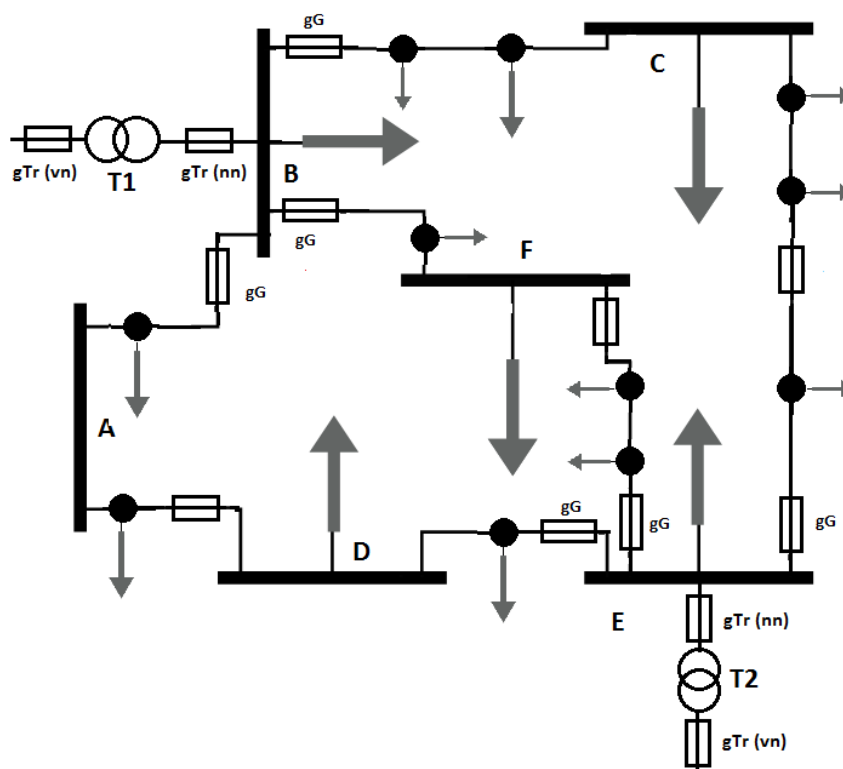 gG
C
gTr (vn)
T1
gTr (nn)
B
gG
F
gG
A
gG
gG
D
E
gTr (nn)
T2
gTr (vn)
gG